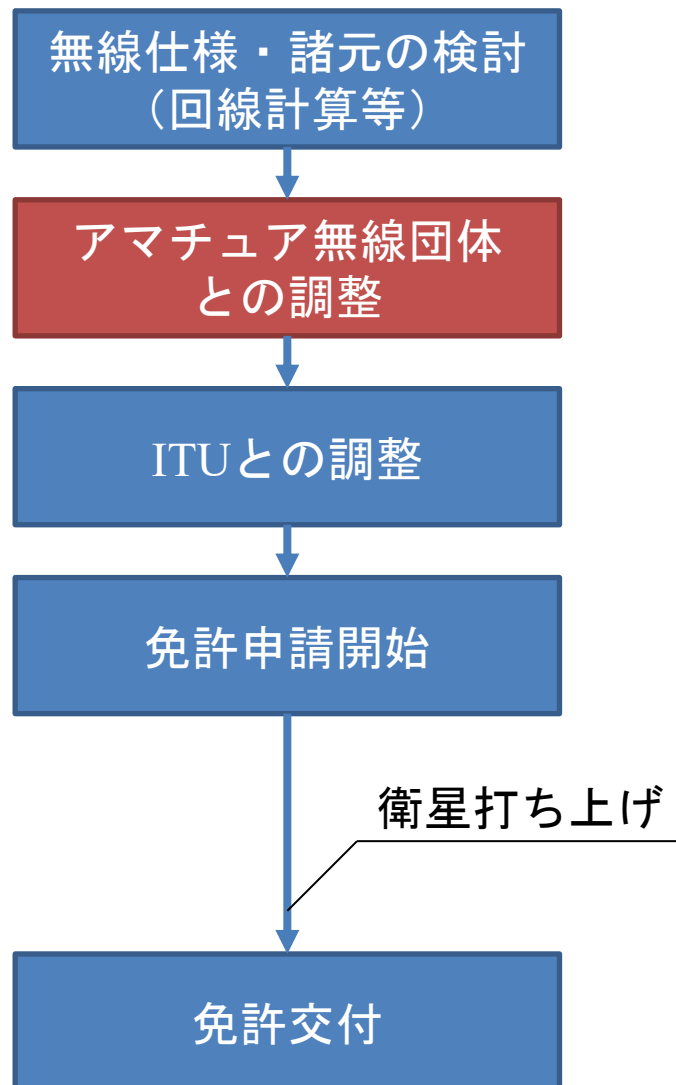 無線仕様・諸元の検討
（回線計算等）
アマチュア無線団体
との調整
ITUとの調整
免許申請開始
衛星打ち上げ
免許交付